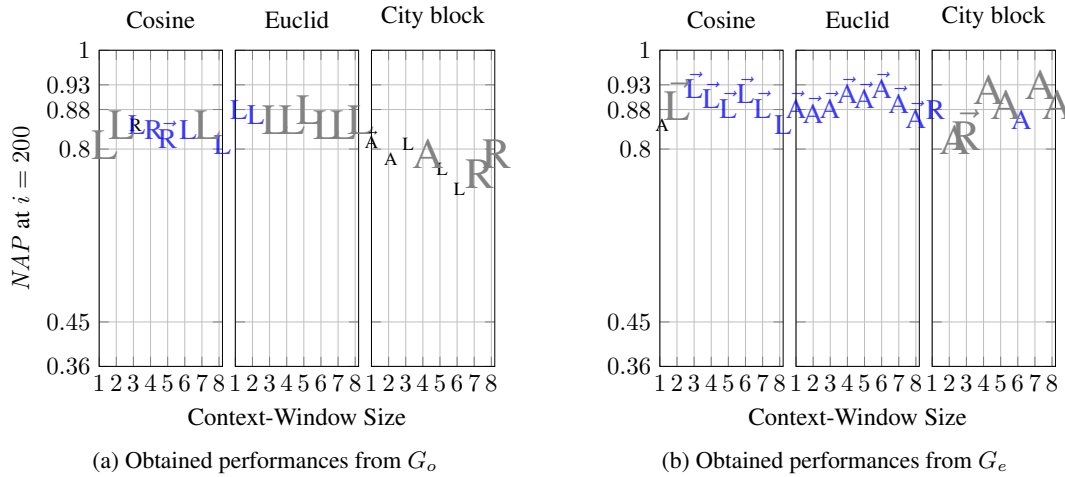 Cosine Euclid City block
1
0.93
0.88
0.8
0.45
0.36
NAP at i = 200
L L R R R⃗ L L L
L L L L L L L L
A⃗ A L A L L R R
1 2 3 4 5 6 7 8 1 2 3 4 5 6 7 8 1 2 3 4 5 6 7 8
Context-Window Size
(a) Obtained performances from Gₒ
Cosine Euclid City block
1
0.93
0.88
0.8
0.45
0.36
A L⃗ L⃗ L⃗ L⃗ L⃗ L⃗ L
A⃗ A⃗ A⃗ A⃗ A⃗ A⃗ A⃗ A⃗
R A R⃗ A A A A A
1 2 3 4 5 6 7 8 1 2 3 4 5 6 7 8 1 2 3 4 5 6 7 8
Context-Window Size
(b) Obtained performances from Gₑ